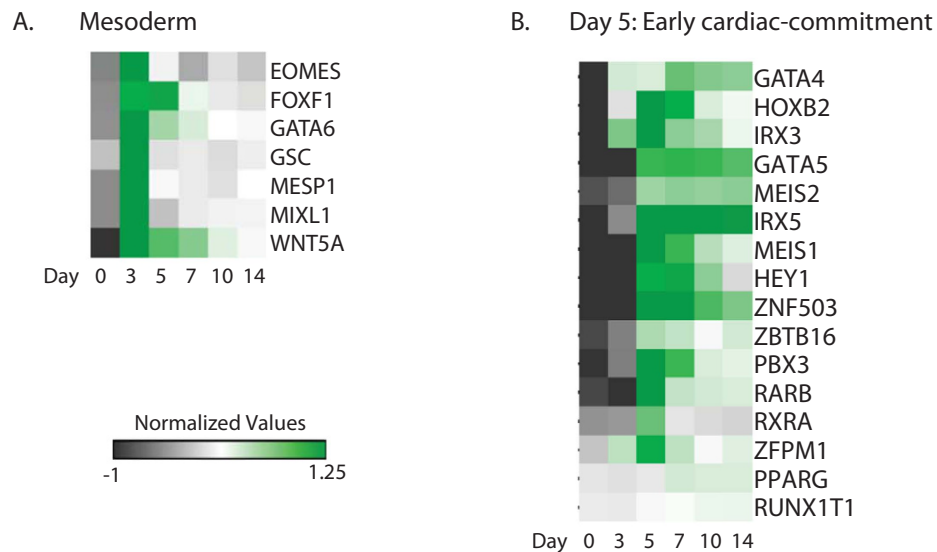 A. Mesoderm
EOMES
FOXF1
GATA6
GSC
MESP1
MIXL1
WNT5A
Day 0 3 5 7 10 14
Normalized Values
-1 1.25
B. Day 5: Early cardiac-commitment
GATA4
HOXB2
IRX3
GATA5
MEIS2
IRX5
MEIS1
HEY1
ZNF503
ZBTB16
PBX3
RARB
RXRA
ZFPM1
PPARG
RUNX1T1
Day 0 3 5 7 10 14